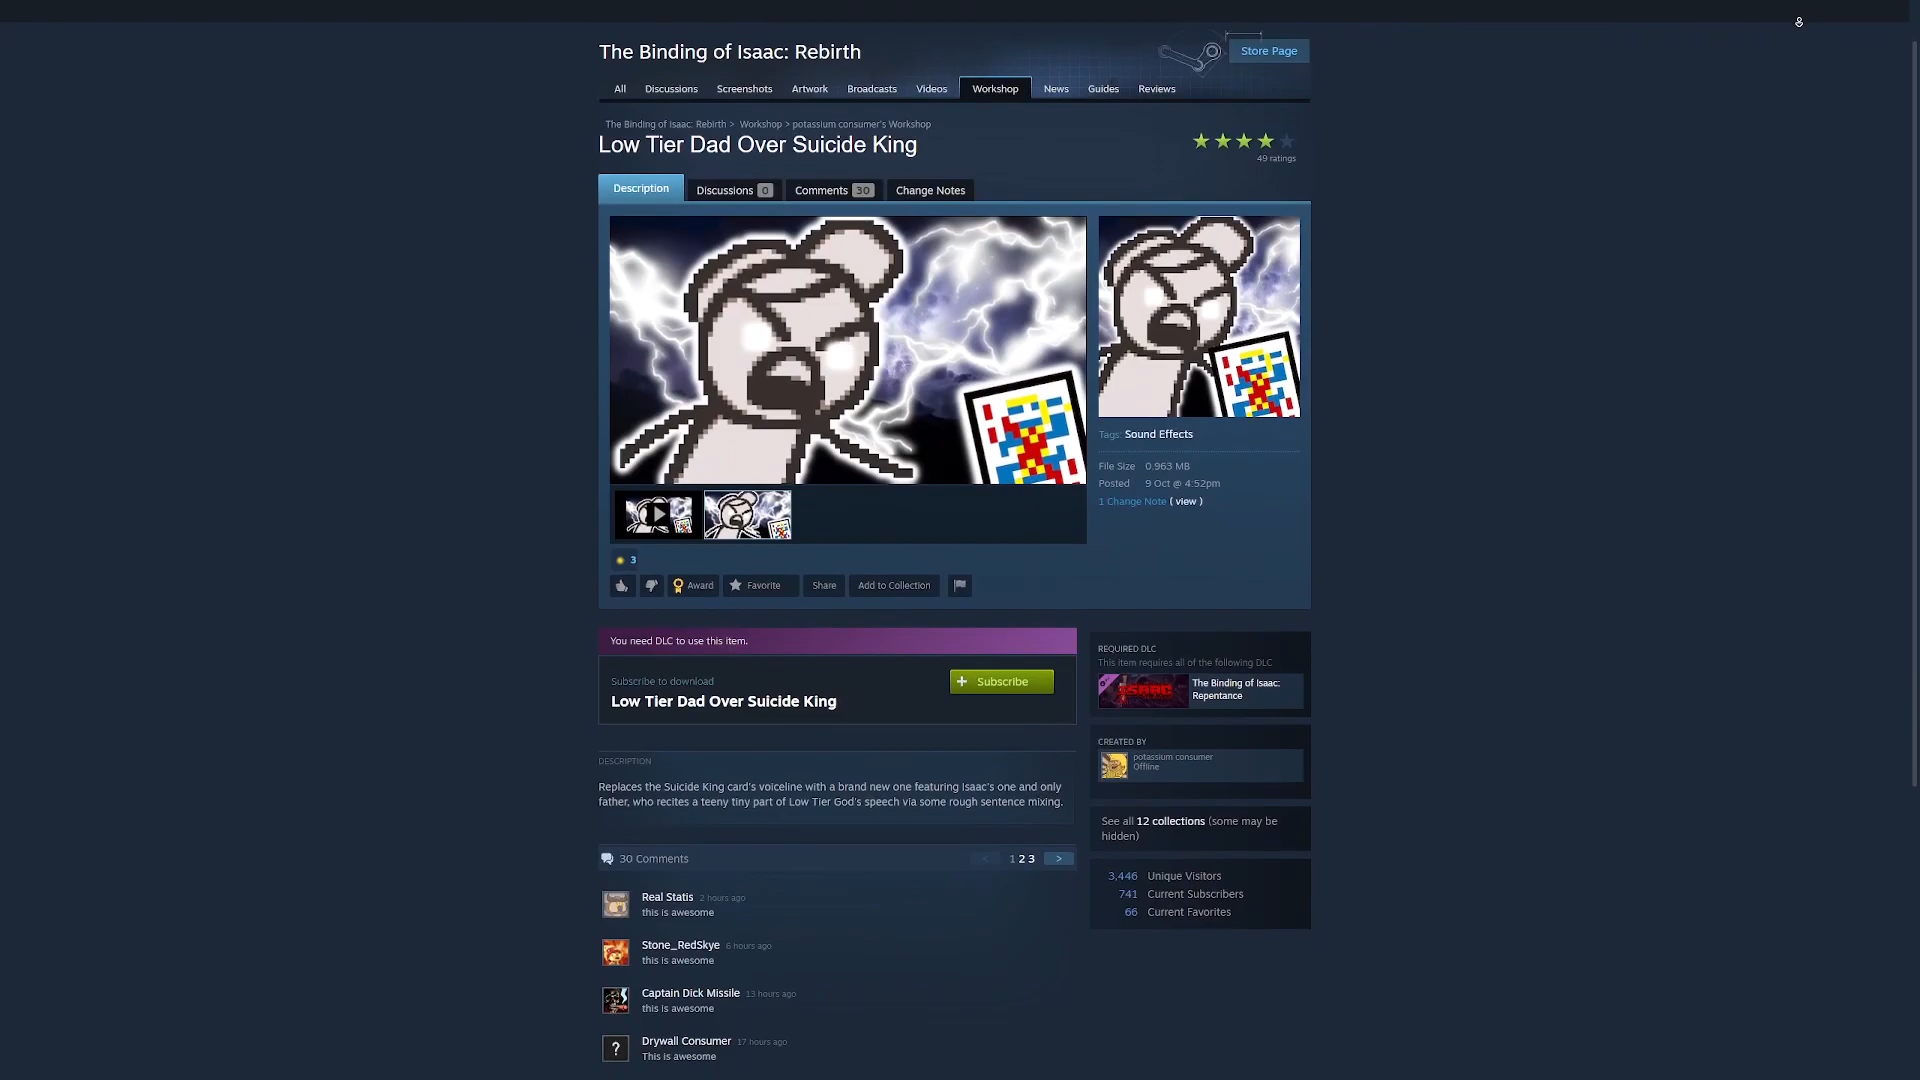 The Binding of Isaac: Rebirth
Store Page
All Discussions Screenshots Artwork Broadcasts Videos Workshop News Guides Reviews
The Binding of Isaac: Rebirth > Workshop > potassium consumer's Workshop
Low Tier Dad Over Suicide King
49 ratings
Description Discussions 0 Comments 30 Change Notes
Tags: Sound Effects
File Size 0.963 MB
Posted 9 Oct @ 4:52pm
1 Change Note ( view )
3
Award Favorite Share Add to Collection
You need DLC to use this item.
Subscribe to download
Low Tier Dad Over Suicide King
+ Subscribe
REQUIRED DLC
This item requires all of the following DLC
ISAAC
The Binding of Isaac:
Repentance
CREATED BY
potassium consumer
Offline
DESCRIPTION
Replaces the Suicide King card's voiceline with a brand new one featuring Isaac's one and only
father, who recites a teeny tiny part of Low Tier God's speech via some rough sentence mixing.
See all 12 collections (some may be
hidden)
3,446 Unique Visitors
741 Current Subscribers
66 Current Favorites
30 Comments
< 1 2 3 >
Real Statis 2 hours ago
this is awesome
Stone_RedSkye 6 hours ago
this is awesome
Captain Dick Missile 13 hours ago
this is awesome
?
Drywall Consumer 17 hours ago
This is awesome